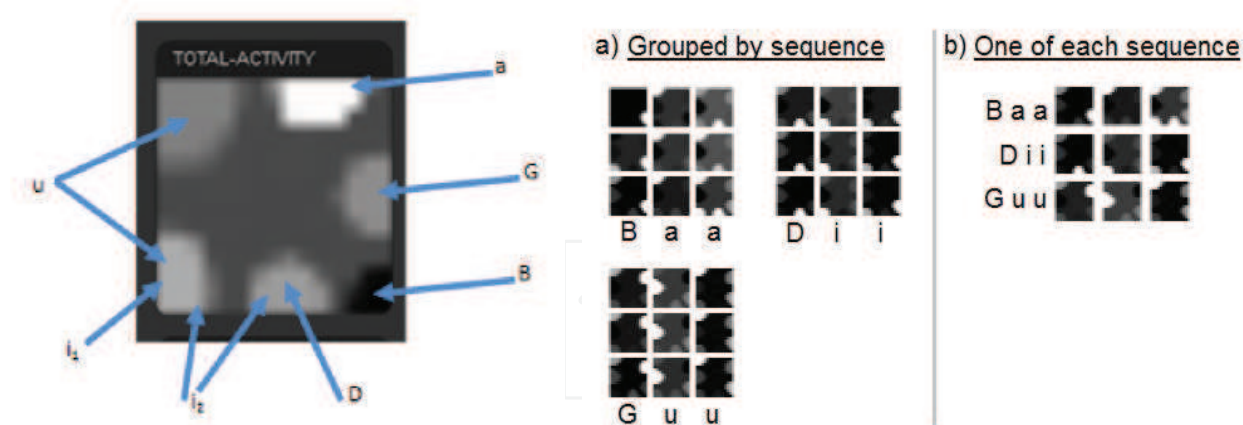 TOTAL-ACTIVITY
a
u
G
B
i₁
i₂
D
a) Grouped by sequence
B a a
D i i
G u u
b) One of each sequence
B a a
D i i
G u u